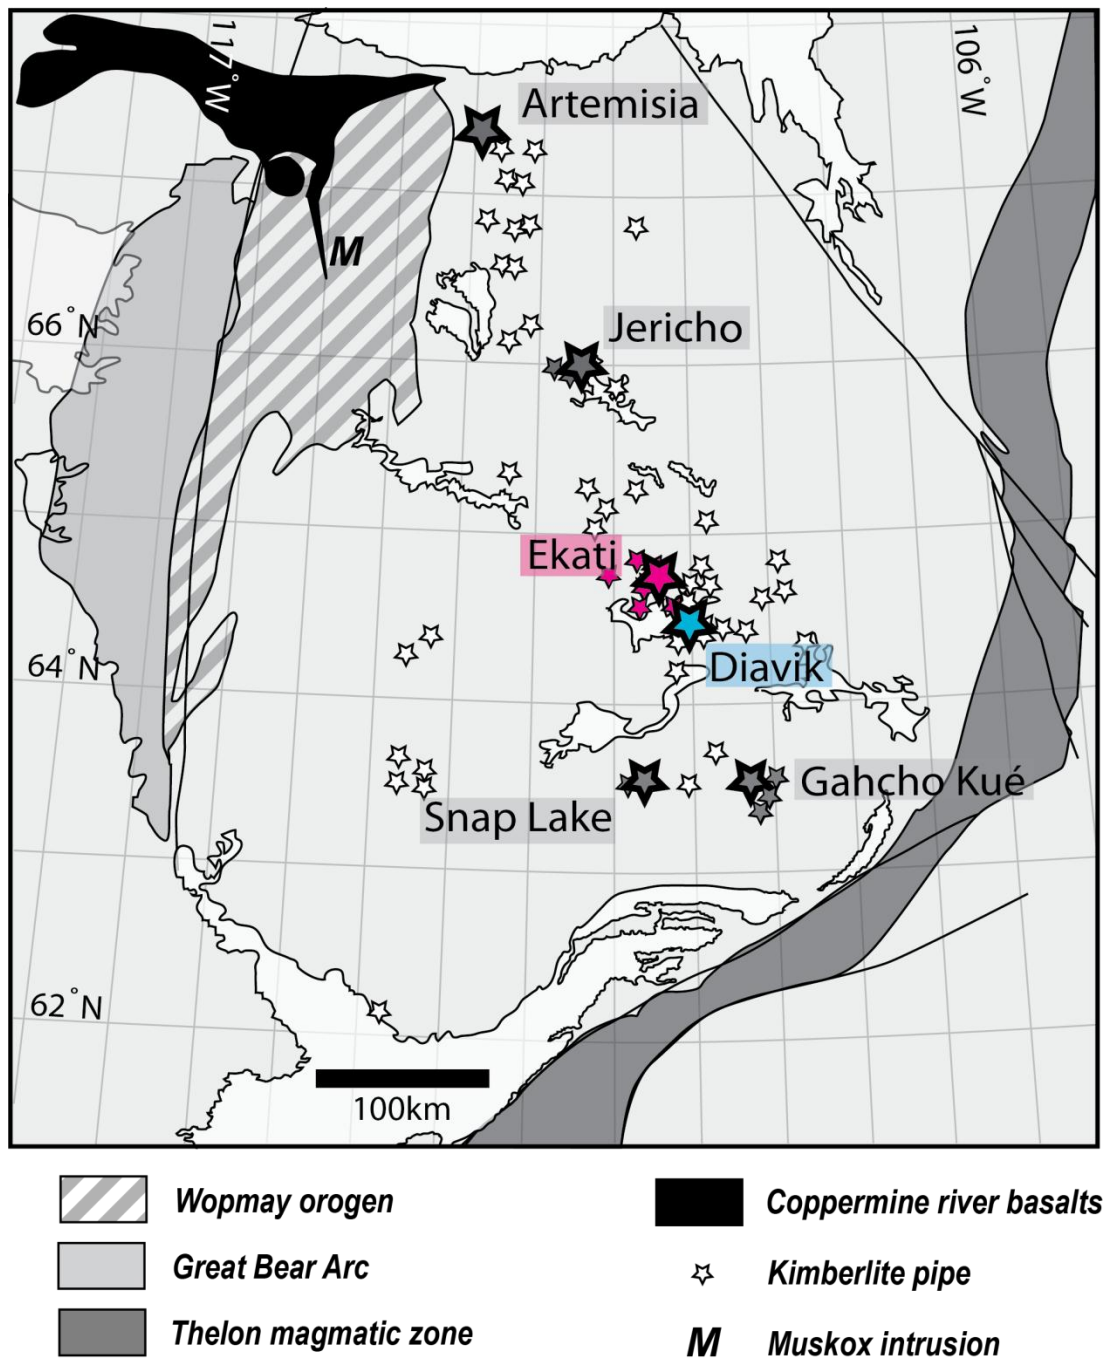 117°W
106°W
Artemisia
M
66°N
Jericho
Ekati
64°N
Diavik
Gahcho Kué
Snap Lake
62°N
100km
Wopmay orogen
Coppermine river basalts
Great Bear Arc
Kimberlite pipe
Thelon magmatic zone
M Muskox intrusion